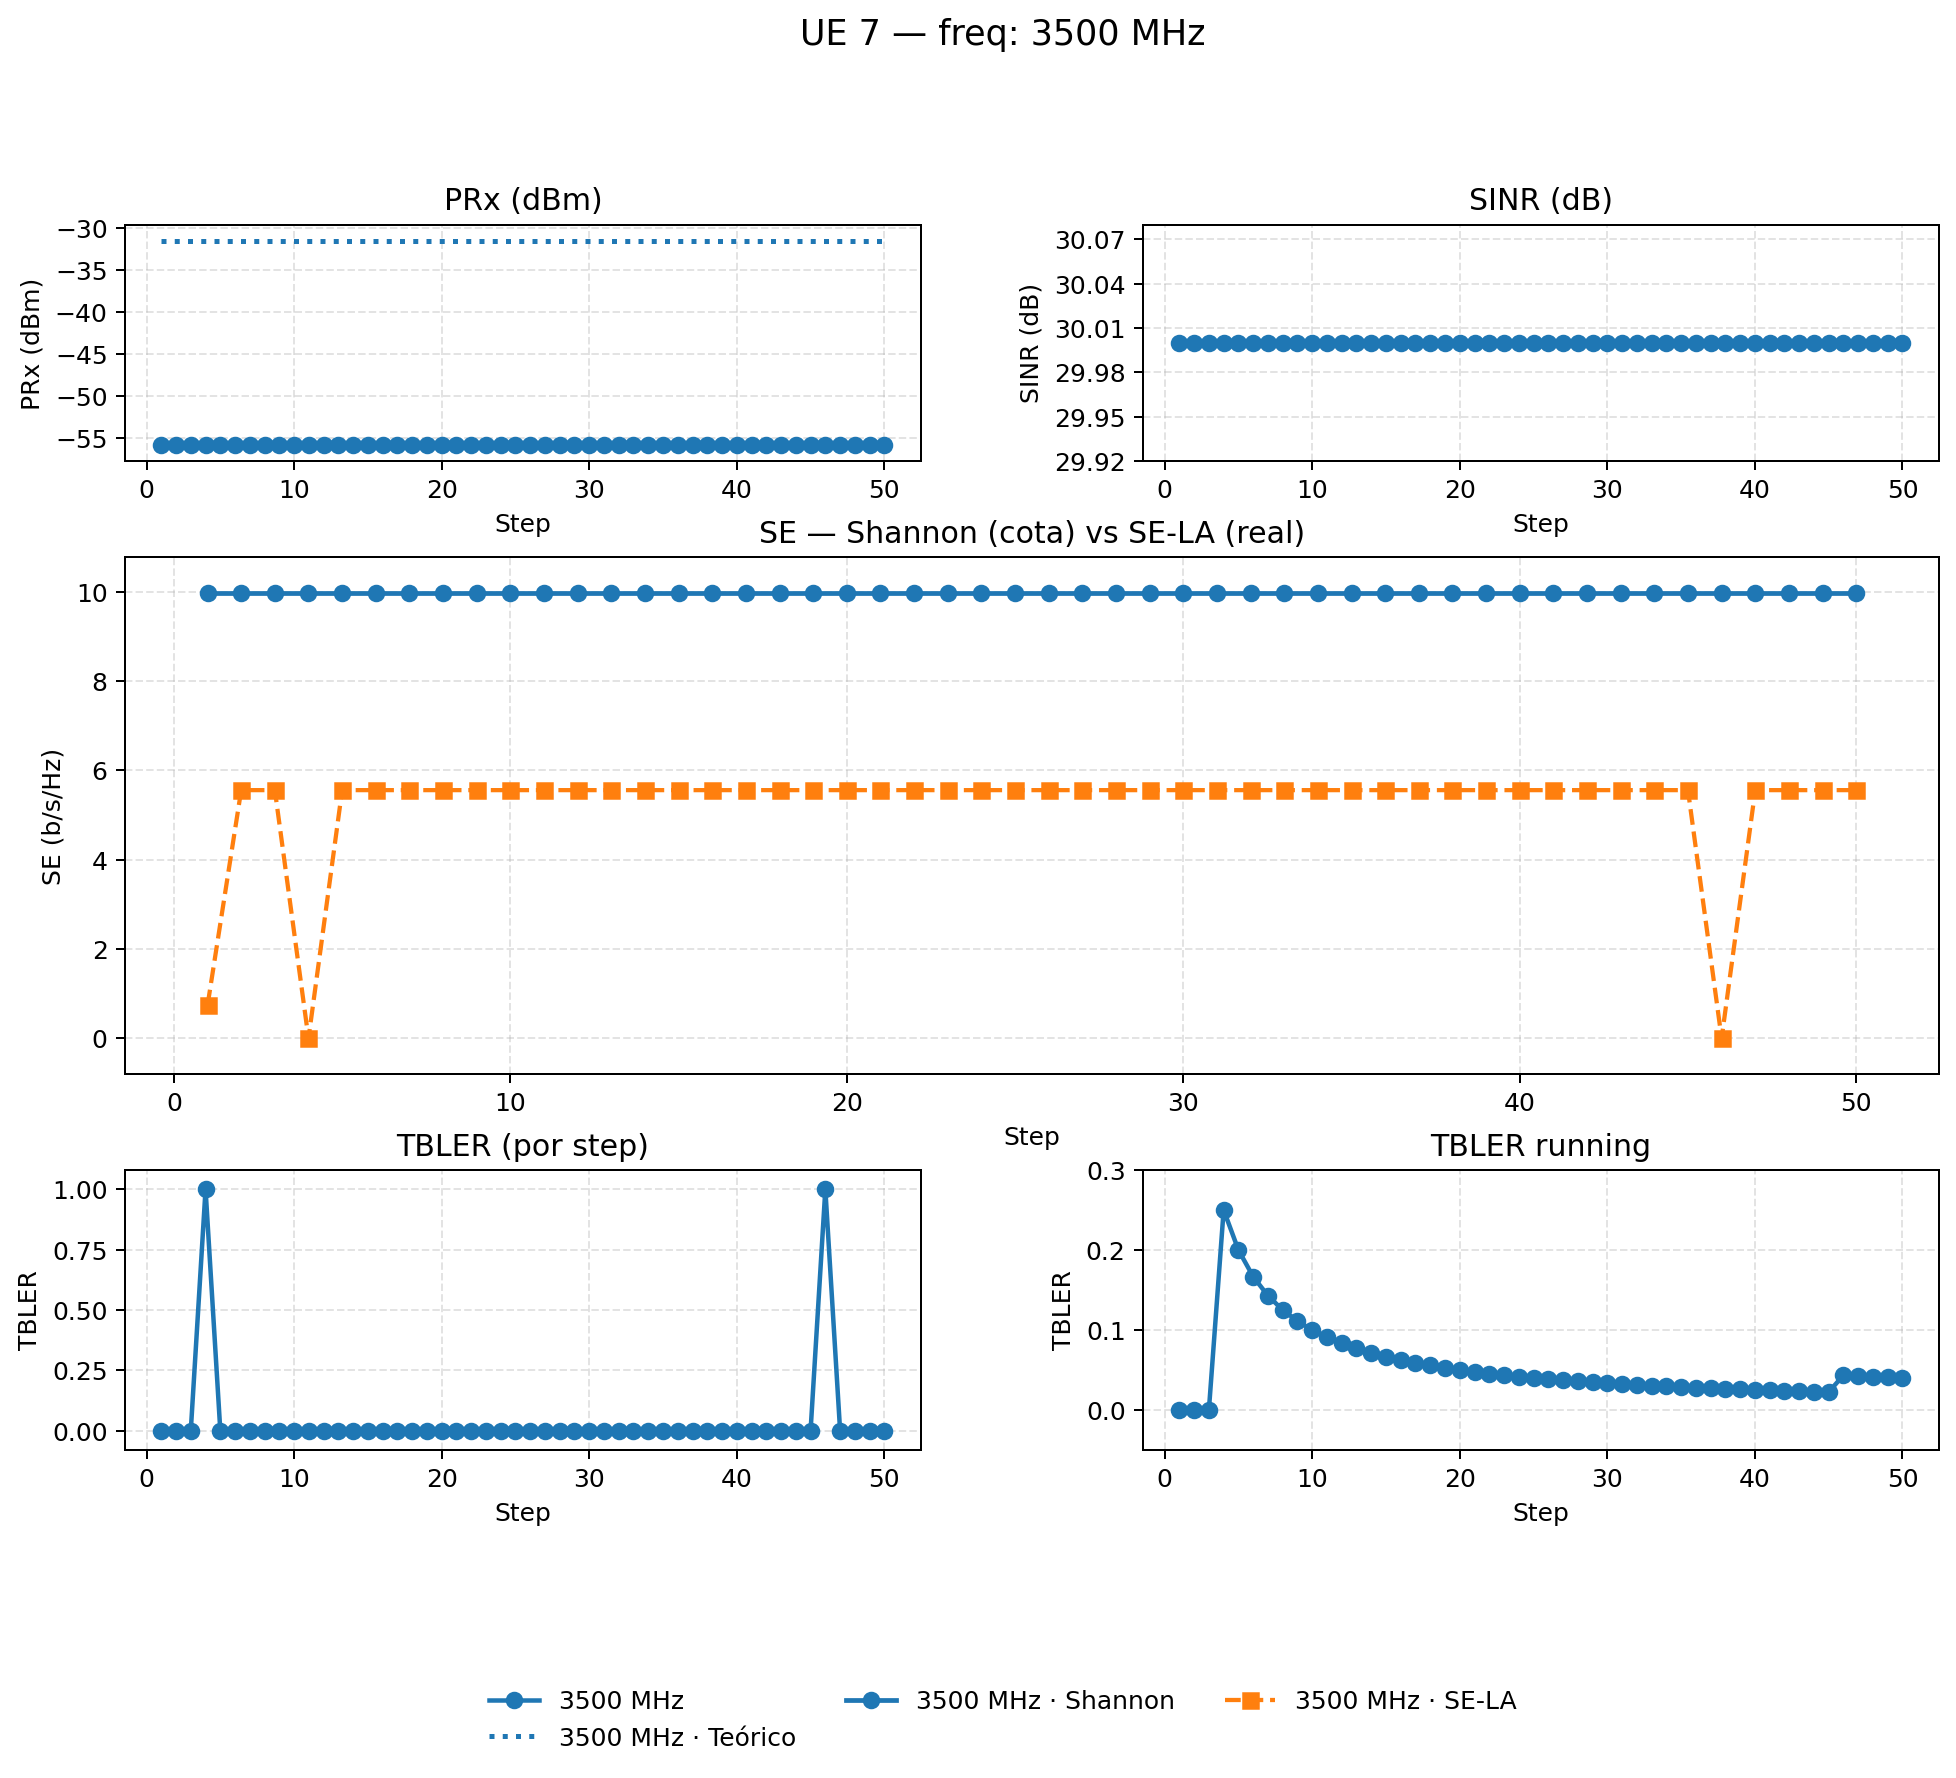 UE 7 — freq: 3500 MHz
PRx (dBm)
PRx (dBm)
−30
−35
−40
−45
−50
−55
0 10 20 30 40 50
Step
SINR (dB)
SINR (dB)
30.07
30.04
30.01
29.98
29.95
29.92
0 10 20 30 40 50
Step
SE — Shannon (cota) vs SE-LA (real)
SE (b/s/Hz)
10
8
6
4
2
0
0 10 20 30 40 50
Step
TBLER (por step)
TBLER
1.00
0.75
0.50
0.25
0.00
0 10 20 30 40 50
Step
TBLER running
TBLER
0.3
0.2
0.1
0.0
0 10 20 30 40 50
Step
3500 MHz
3500 MHz · Teórico
3500 MHz · Shannon
3500 MHz · SE-LA